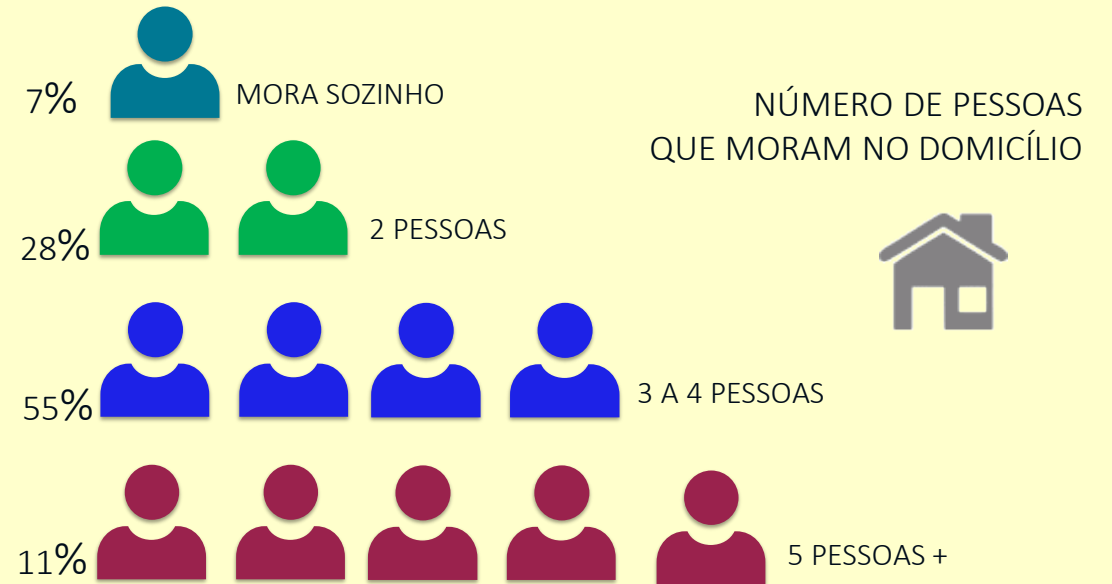 7% MORA SOZINHO
NÚMERO DE PESSOAS
QUE MORAM NO DOMICÍLIO
28% 2 PESSOAS
55% 3 A 4 PESSOAS
11% 5 PESSOAS +